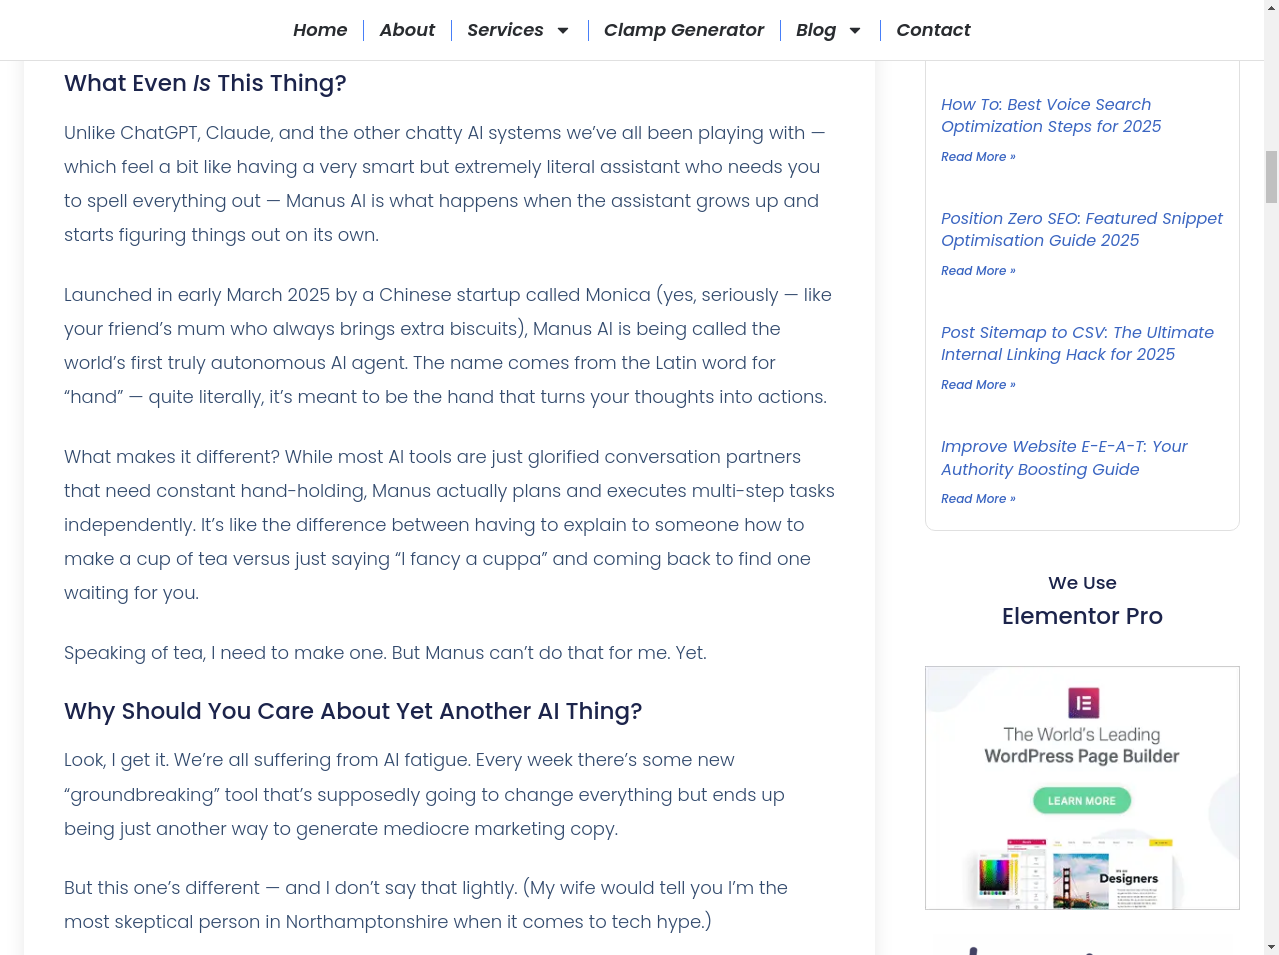 Home
About
Services
Clamp Generator
Blog
Contact
What Even Is This Thing?
Unlike ChatGPT, Claude, and the other chatty AI systems we’ve all been playing with —
which feel a bit like having a very smart but extremely literal assistant who needs you
to spell everything out — Manus AI is what happens when the assistant grows up and
starts figuring things out on its own.
Launched in early March 2025 by a Chinese startup called Monica (yes, seriously — like
your friend’s mum who always brings extra biscuits), Manus AI is being called the
world’s first truly autonomous AI agent. The name comes from the Latin word for
“hand” — quite literally, it’s meant to be the hand that turns your thoughts into actions.
What makes it different? While most AI tools are just glorified conversation partners
that need constant hand-holding, Manus actually plans and executes multi-step tasks
independently. It’s like the difference between having to explain to someone how to
make a cup of tea versus just saying “I fancy a cuppa” and coming back to find one
waiting for you.
Speaking of tea, I need to make one. But Manus can’t do that for me. Yet.
Why Should You Care About Yet Another AI Thing?
Look, I get it. We’re all suffering from AI fatigue. Every week there’s some new
“groundbreaking” tool that’s supposedly going to change everything but ends up
being just another way to generate mediocre marketing copy.
But this one’s different — and I don’t say that lightly. (My wife would tell you I’m the
most skeptical person in Northamptonshire when it comes to tech hype.)
How To: Best Voice Search
Optimization Steps for 2025
Read More »
Position Zero SEO: Featured Snippet
Optimisation Guide 2025
Read More »
Post Sitemap to CSV: The Ultimate
Internal Linking Hack for 2025
Read More »
Improve Website E-E-A-T: Your
Authority Boosting Guide
Read More »
We Use
Elementor Pro
The World's Leading
WordPress Page Builder
LEARN MORE
Designers